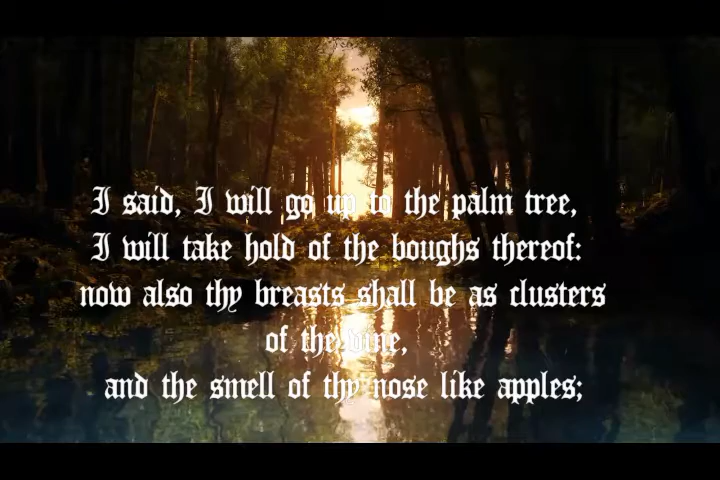 I said, I will go up to the palm tree,
I will take hold of the boughs thereof:
now also thy breasts shall be as clusters
of the vine,
and the smell of thy nose like apples;